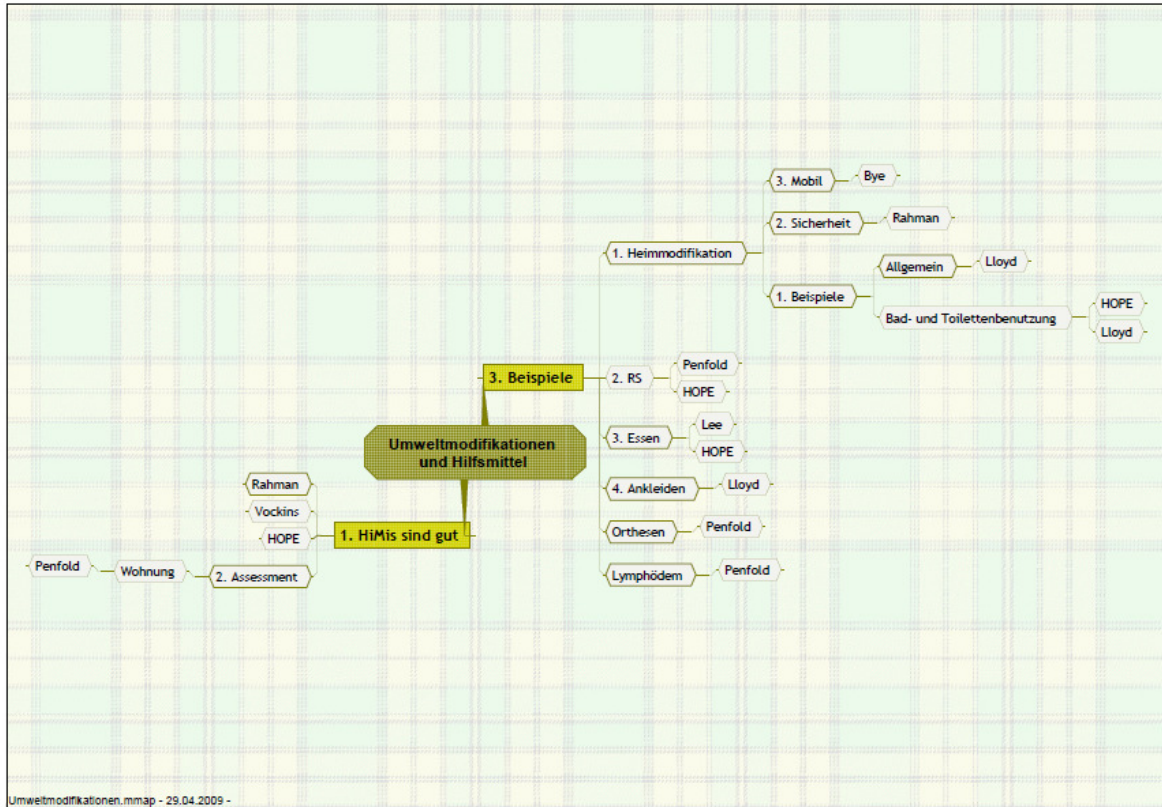 3. Mobil
Bye
2. Sicherheit
Rahman
1. Heimmodifikation
Allgemein
Lloyd
1. Beispiele
Bad- und Toilettenbenutzung
HOPE
Lloyd
3. Beispiele
2. RS
Penfold
HOPE
Umweltmodifikationen
und Hilfsmittel
3. Essen
Lee
HOPE
4. Ankleiden
Lloyd
Orthesen
Penfold
Lymphödem
Penfold
Rahman
Vockins
HOPE
1. HiMis sind gut
Penfold
Wohnung
2. Assessment
Umweltmodifikationen.mmap - 29.04.2009 -